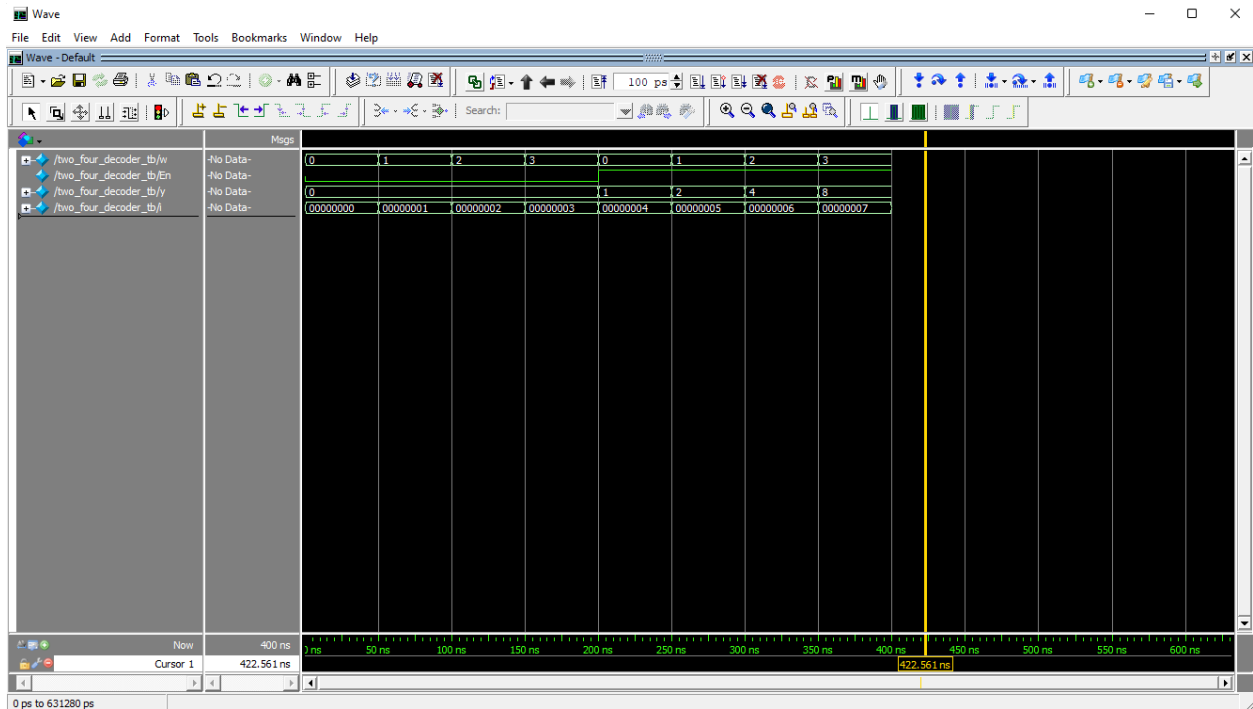 Wave
File Edit View Add Format Tools Bookmarks Window Help
Wave - Default
100 ps
Search:
Msgs
/two_four_decoder_tb/w -No Data- 0 1 2 3 0 1 2 3
/two_four_decoder_tb/En -No Data-
/two_four_decoder_tb/y -No Data- 0 1 2 4 8
/two_four_decoder_tb/i -No Data- 00000000 00000001 00000002 00000003 00000004 00000005 00000006 00000007
Now 400 ns ns 50 ns 100 ns 150 ns 200 ns 250 ns 300 ns 350 ns 400 ns 450 ns 500 ns 550 ns 600 ns
Cursor 1 422.561 ns 422.561 ns
0 ps to 631280 ps